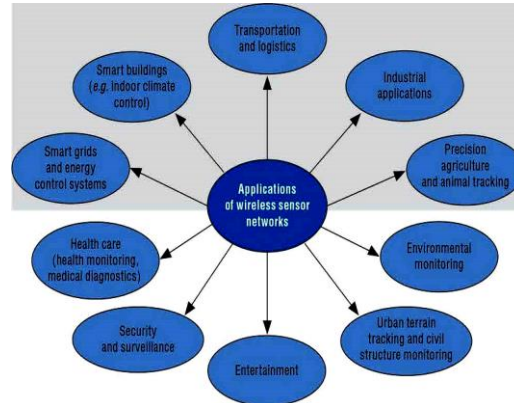 Transportation
and logistics
Smart buildings
(e.g. indoor climate
control)
Industrial
applications
Smart grids
and energy
control systems
Precision
agriculture
and animal tracking
Applications
of wireless sensor
networks
Health care
(health monitoring,
medical diagnostics)
Environmental
monitoring
Security
and surveillance
Urban terrain
tracking and civil
structure monitoring
Entertainment